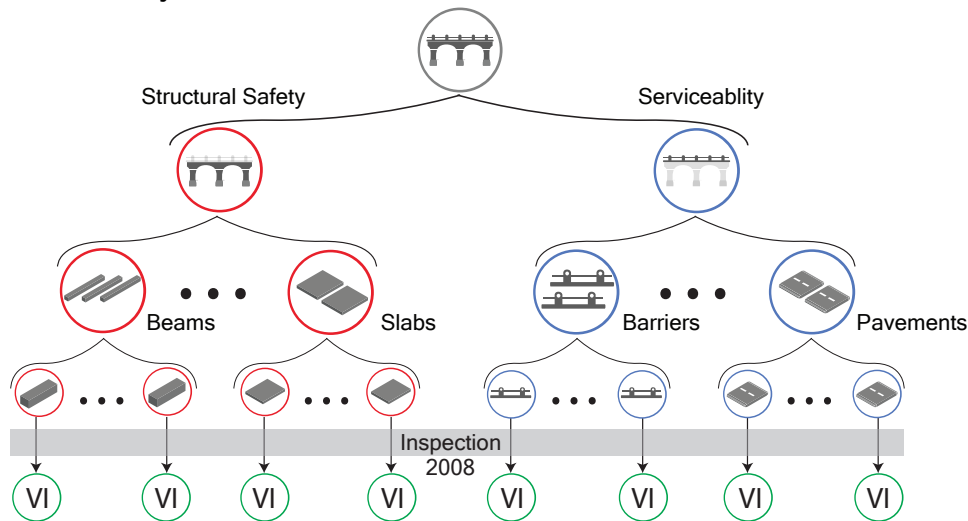 Structural Safety
Serviceablity
Beams
Slabs
Barriers
Pavements
Inspection
2008
VI
VI
VI
VI
VI
VI
VI
VI